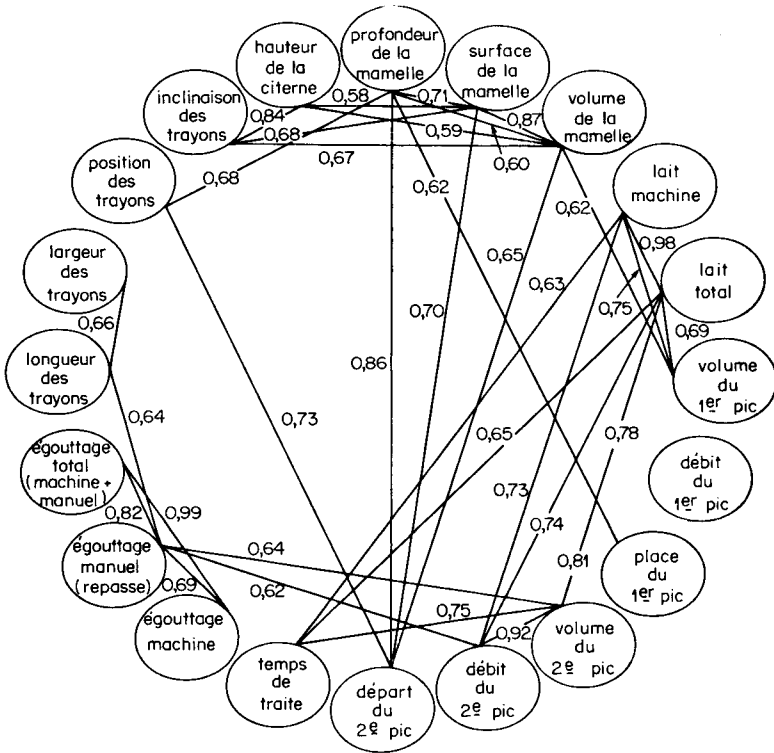 profondeur
de la
mamelle
surface
de la
mamelle
volume
de la
mamelle
lait
machine
lait
total
volume
du
1er pic
débit
du
1er pic
place
du
1er pic
volume
du
2e pic
débit
du
2e pic
départ
du
2e pic
temps
de
traite
égouttage
machine
égouttage
manuel
(repasse)
égouttage
total
(machine +
manuel)
longueur
des
trayons
largeur
des
trayons
position
des
trayons
inclinaison
des
trayons
hauteur
de la
citerne
0,58
0,71
0,84
0,87
0,68
0,59
0,67
0,60
0,68
0,62
0,62
0,98
0,65
0,63
0,75
0,70
0,69
0,66
0,86
0,64
0,73
0,65
0,78
0,82
0,99
0,73
0,74
0,64
0,81
0,69
0,62
0,75
0,92